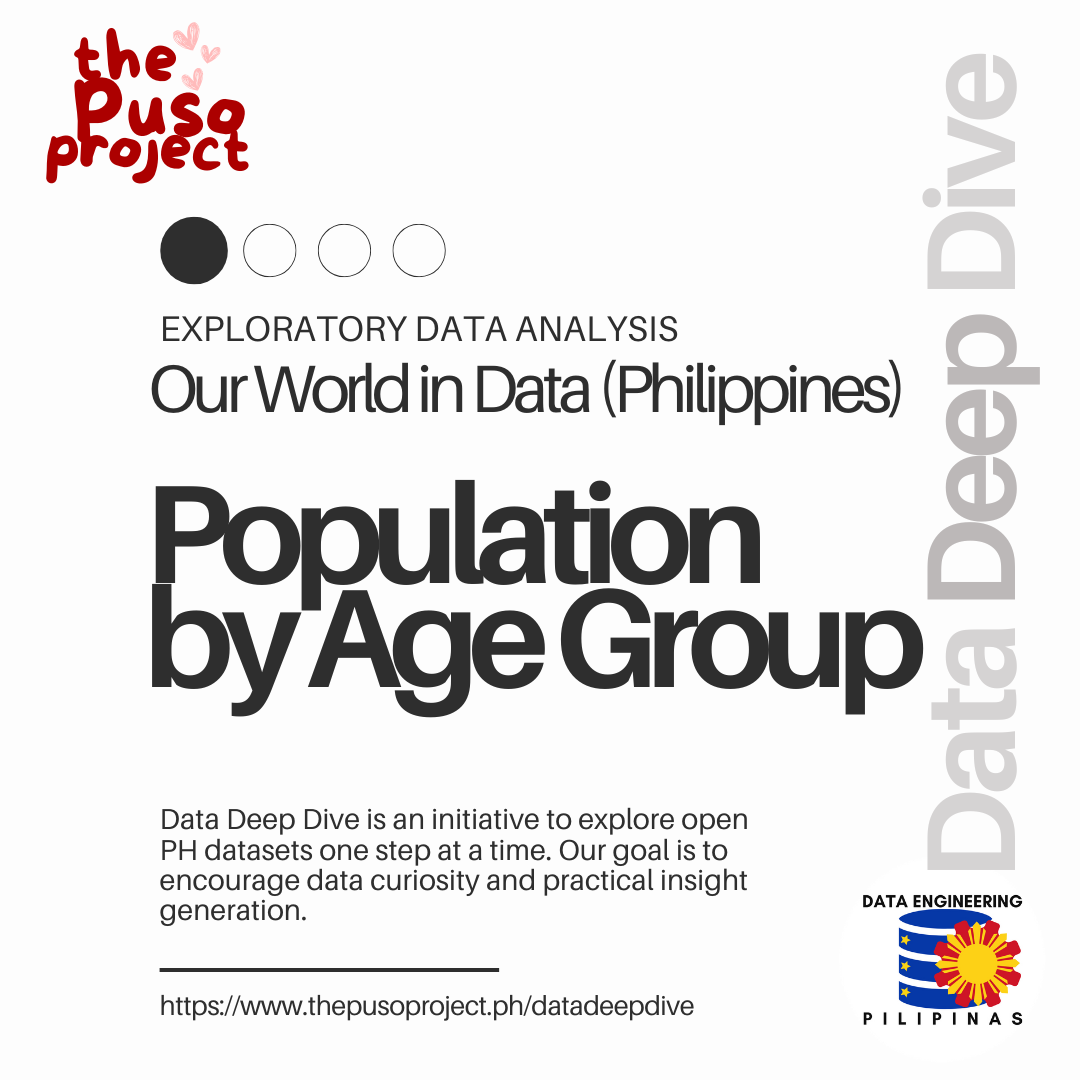 the
Puso
project
EXPLORATORY DATA ANALYSIS
Our World in Data (Philippines)
Population
by Age Group
Data Deep Dive
Data Deep Dive is an initiative to explore open
PH datasets one step at a time. Our goal is to
encourage data curiosity and practical insight
generation.
https://www.thepusoproject.ph/datadeepdive
DATA ENGINEERING
PILIPINAS